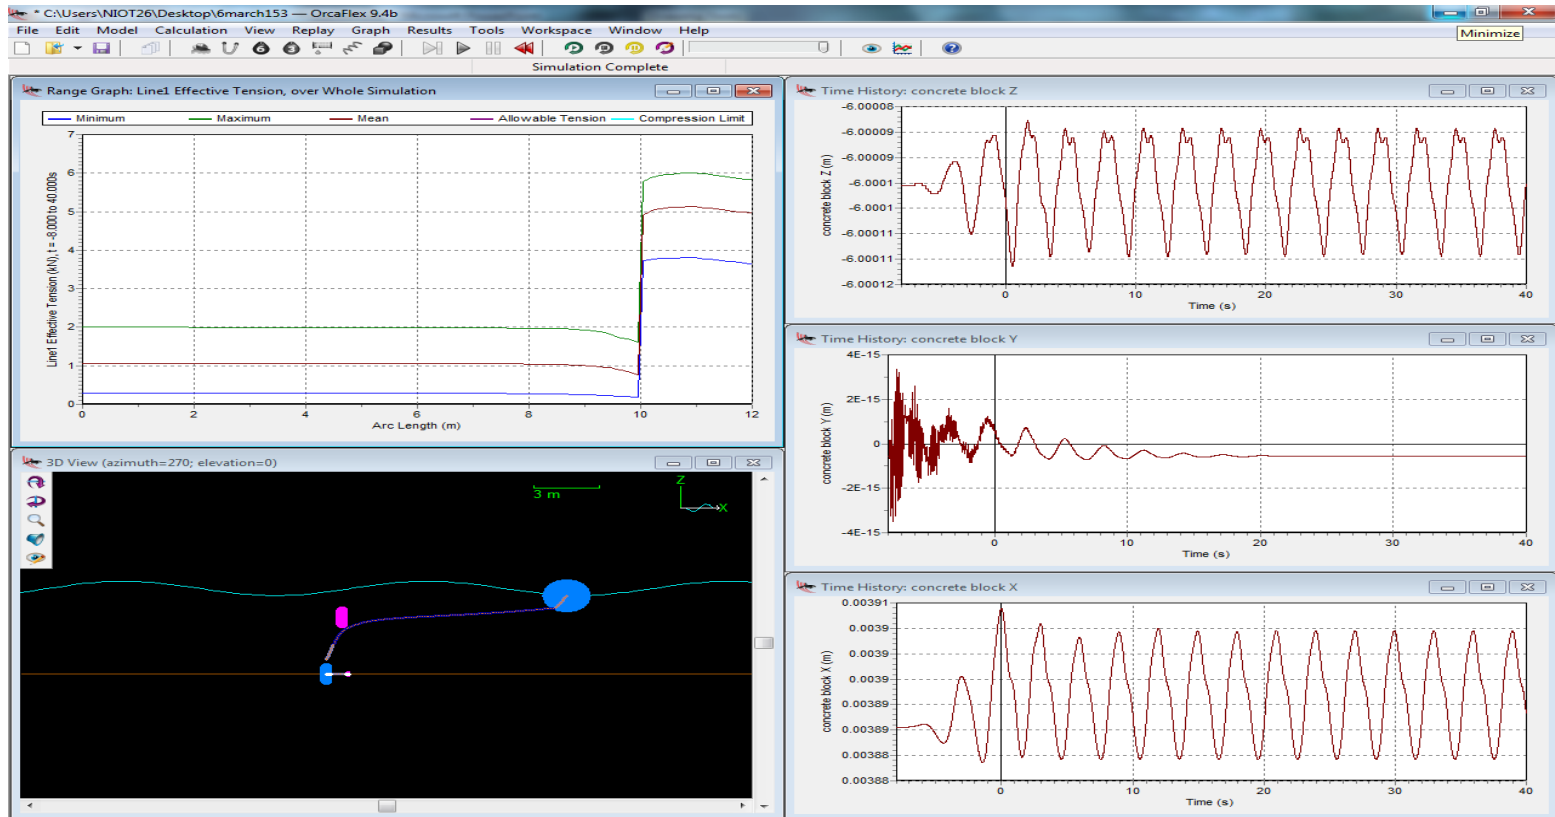 * C:\Users\NIOT26\Desktop\6march153 — OrcaFlex 9.4b
File Edit Model Calculation View Replay Graph Results Tools Workspace Window Help
Minimize
Simulation Complete
Range Graph: Line1 Effective Tension, over Whole Simulation
Minimum Maximum Mean Allowable Tension Compression Limit
Line1 Effective Tension (kN), t = -8.000 to 40.000s
7
6
5
4
3
2
1
0
0 2 4 6 8 10 12
Arc Length (m)
3D View (azimuth=270; elevation=0)
3 m
Z
X
Time History: concrete block Z
concrete block Z (m)
-6.00008
-6.00009
-6.00009
-6.0001
-6.0001
-6.00011
-6.00011
-6.00012
0 10 20 30 40
Time (s)
Time History: concrete block Y
concrete block Y (m)
4E-15
2E-15
0
-2E-15
-4E-15
0 10 20 30 40
Time (s)
Time History: concrete block X
concrete block X (m)
0.00391
0.0039
0.0039
0.00389
0.00389
0.00389
0.00388
0.00388
0 10 20 30 40
Time (s)